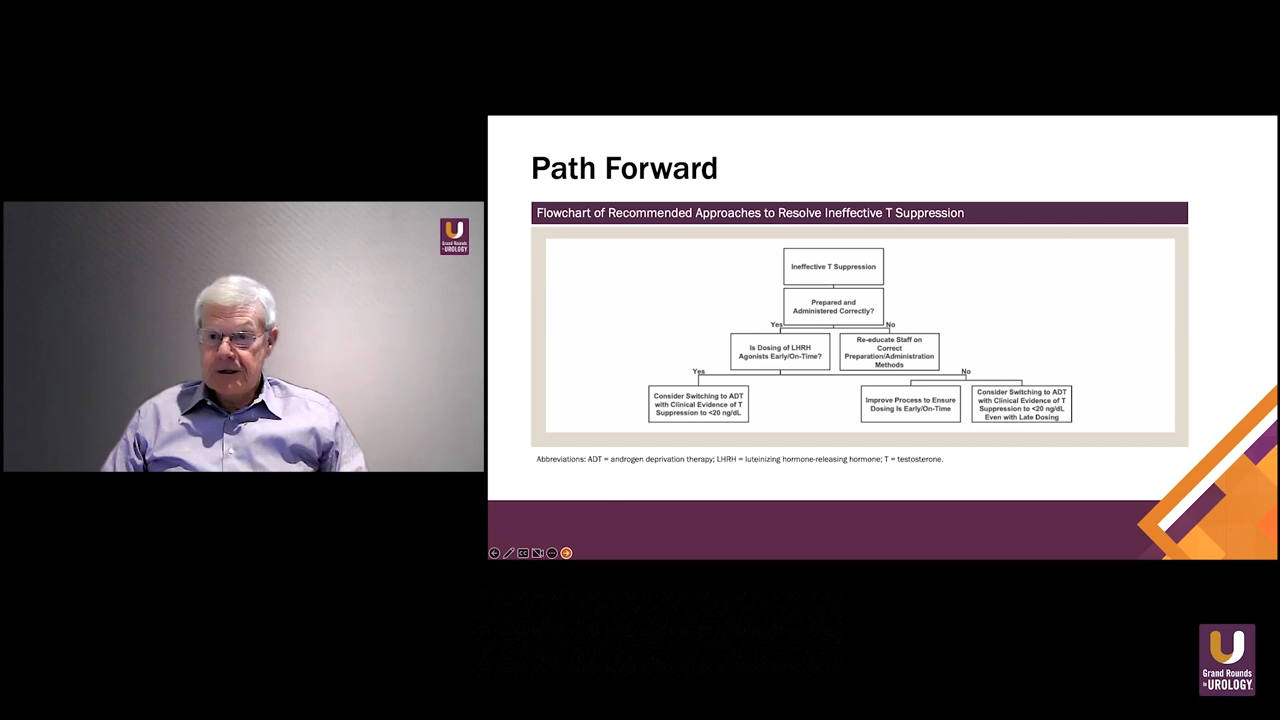 U
Grand Rounds
in UROLOGY
Path Forward
Flowchart of Recommended Approaches to Resolve Ineffective T Suppression
Ineffective T Suppression
Prepared and
Administered Correctly?
Yes
No
Is Dosing of LHRH
Agonists Early/On-Time?
Re-educate Staff on
Correct
Preparation/Administration
Methods
Yes
No
Consider Switching to ADT
with Clinical Evidence of T
Suppression to <20 ng/dL
Improve Process to Ensure
Dosing Is Early/On-Time
Consider Switching to ADT
with Clinical Evidence of T
Suppression to <20 ng/dL
Even with Late Dosing
Abbreviations: ADT = androgen deprivation therapy; LHRH = luteinizing hormone-releasing hormone; T = testosterone.
CC
U
Grand Rounds
in UROLOGY